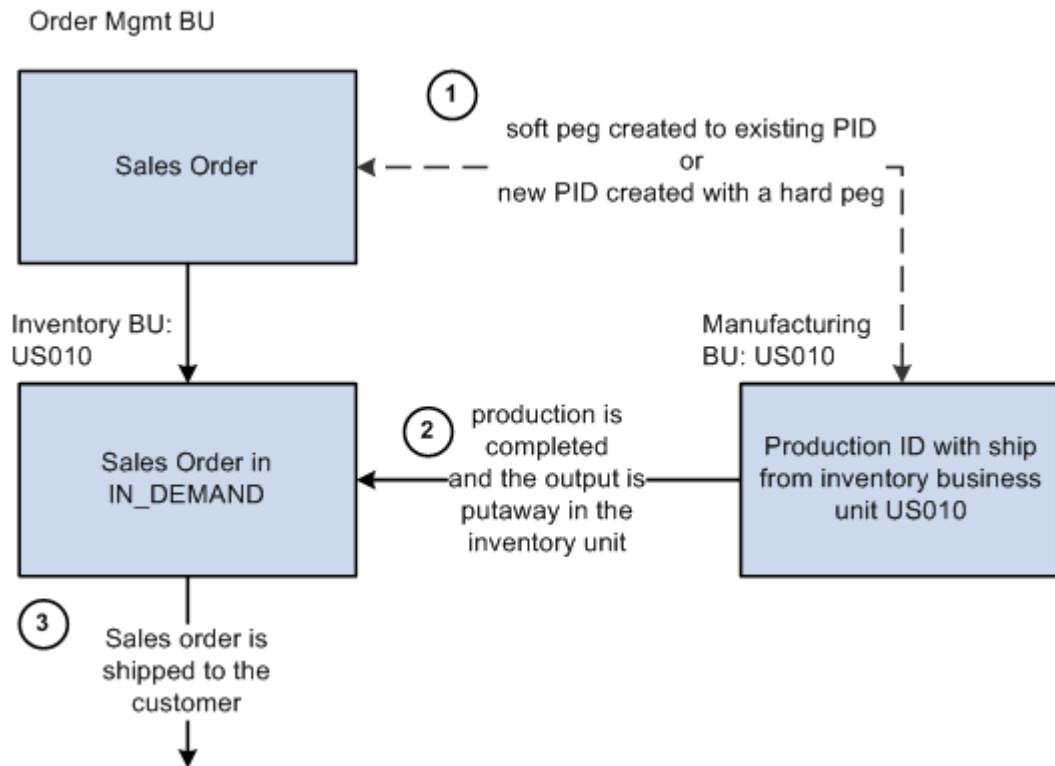 Order Mgmt BU
1
Sales Order
soft peg created to existing PID
or
new PID created with a hard peg
Inventory BU:
US010
Manufacturing
BU: US010
2
production is
completed
and the output is
putaway in the
inventory unit
Sales Order in
IN_DEMAND
Production ID with ship
from inventory business
unit US010
3
Sales order is
shipped to the
customer